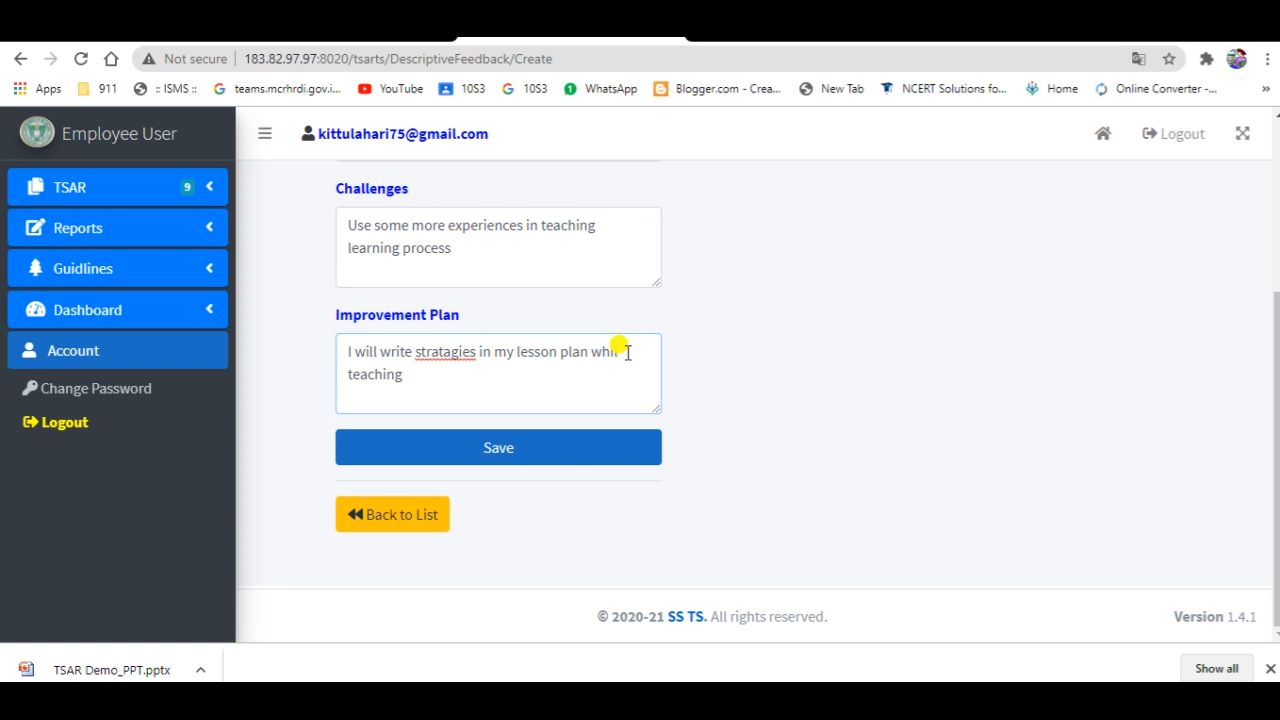 Not secure 183.82.97.97:8020/tsarts/DescriptiveFeedback/Create
Apps 911 :: ISMS :: teams.mcrhrdi.gov.i... YouTube 10S3 10S3 WhatsApp Blogger.com - Crea... New Tab NCERT Solutions fo... Home Online Converter -... »
Employee User
kittulahari75@gmail.com
Logout
TSAR 9
Reports
Guidlines
Dashboard
Account
Change Password
Logout
Challenges
Use some more experiences in teaching
learning process
Improvement Plan
I will write stratagies in my lesson plan
teaching
Save
Back to List
© 2020-21 SS TS. All rights reserved.
Version 1.4.1
TSAR Demo_PPT.pptx
Show all